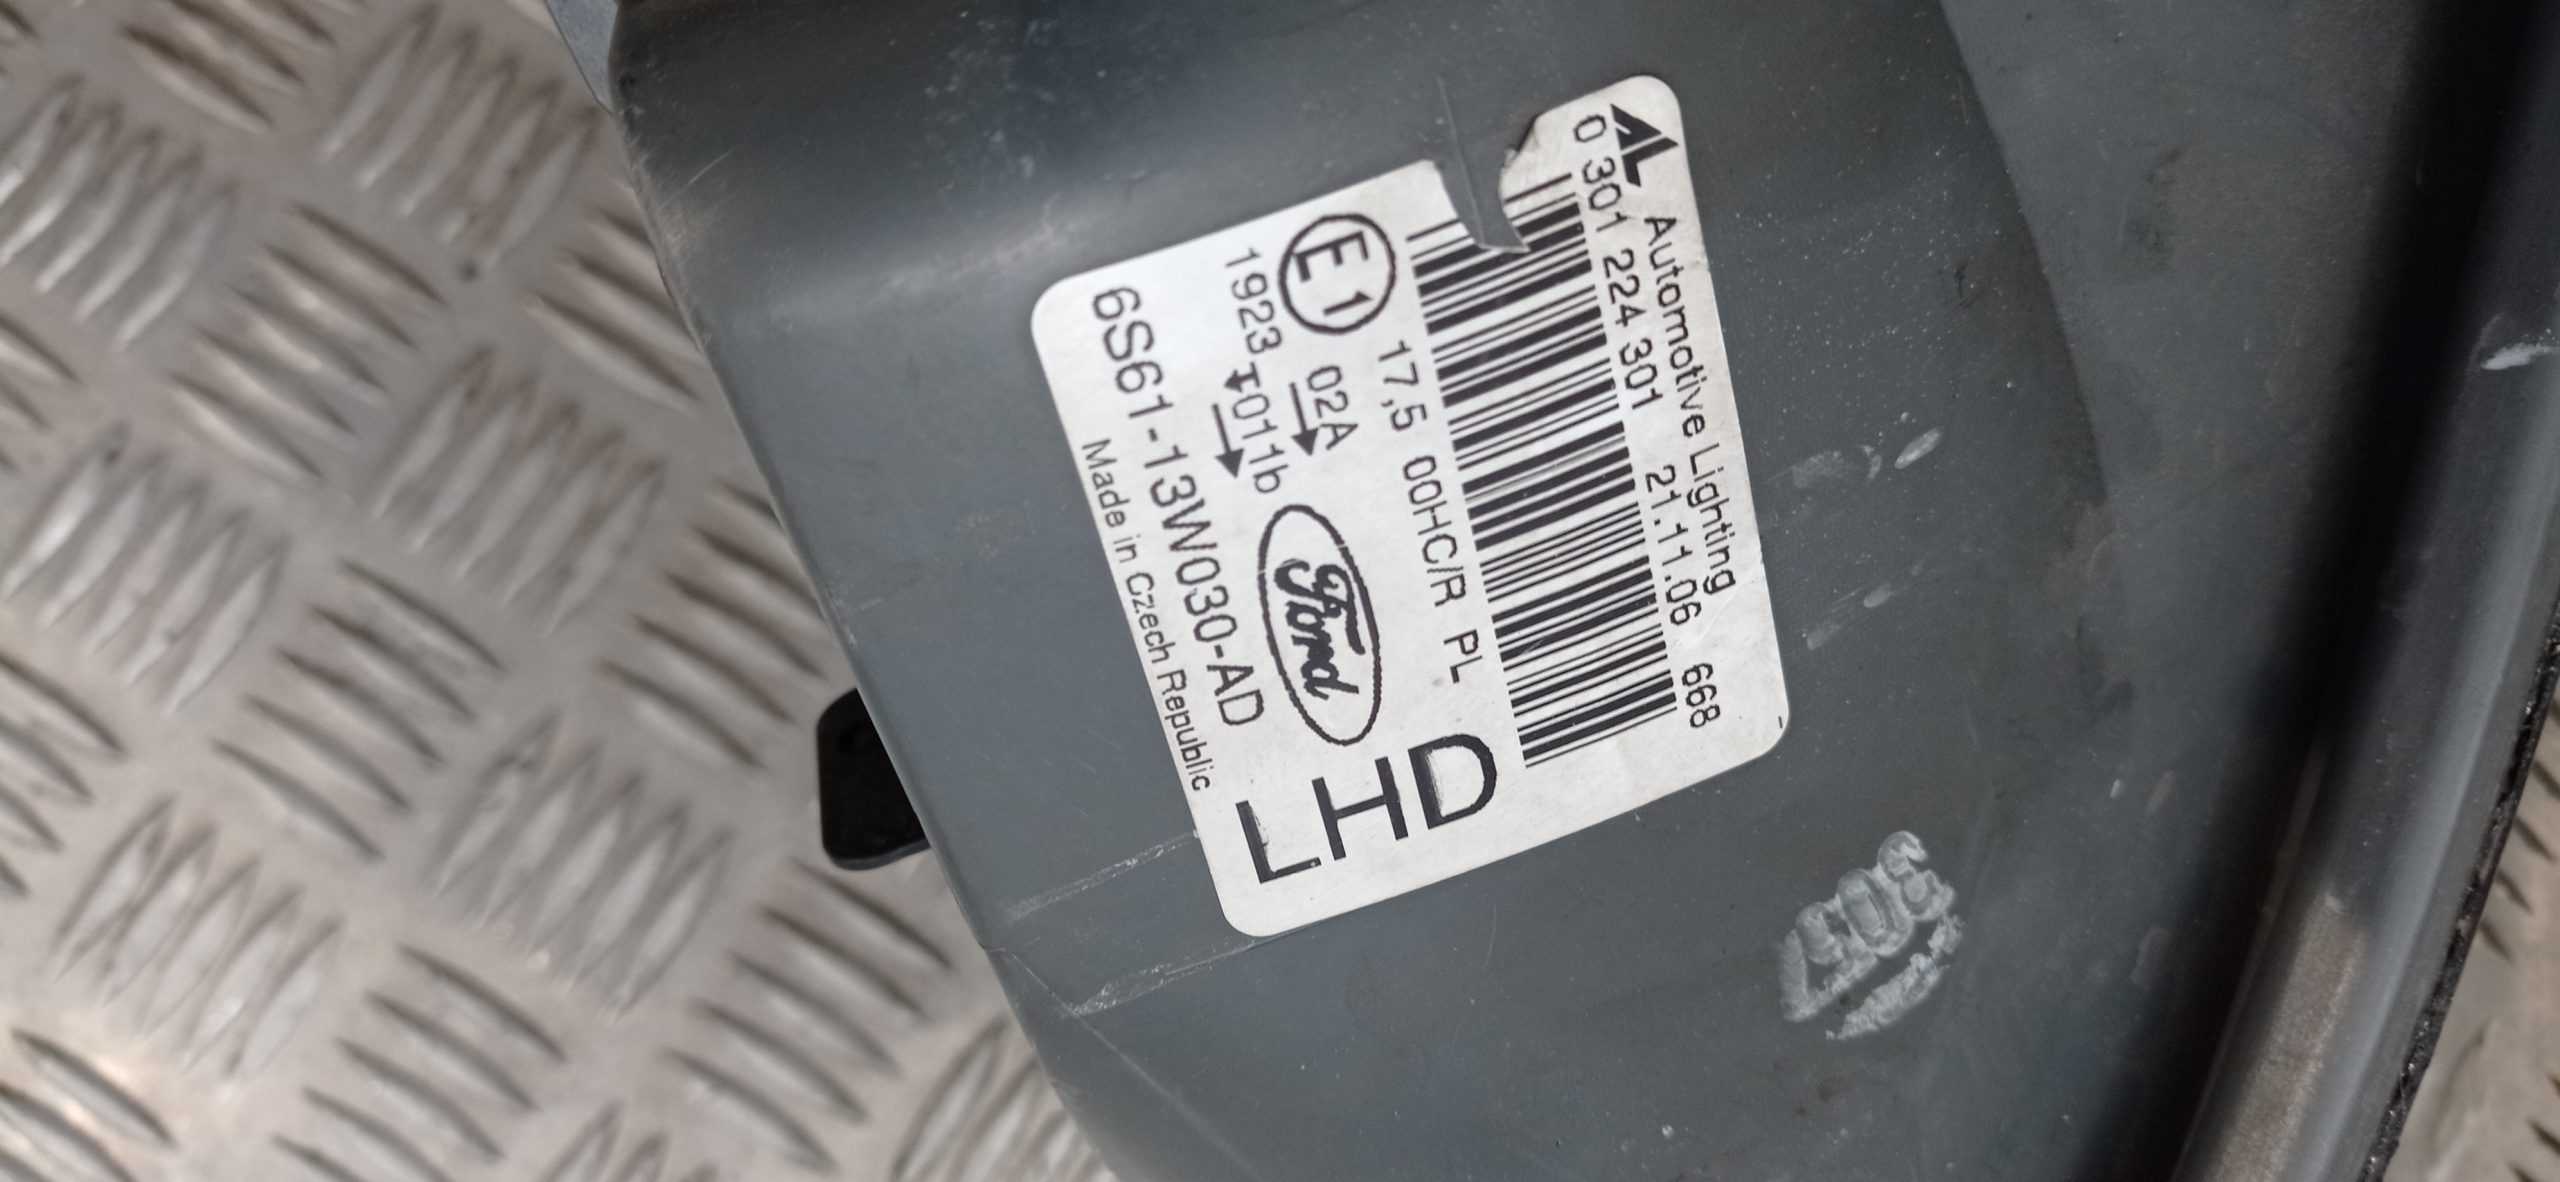 AL Automotive Lighting
0 301 224 301 21.11.06 668
17,5 00HC/R PL
E1 02A
1923 011b
Ford
LHD
6S61-13W030-AD
Made in Czech Republic